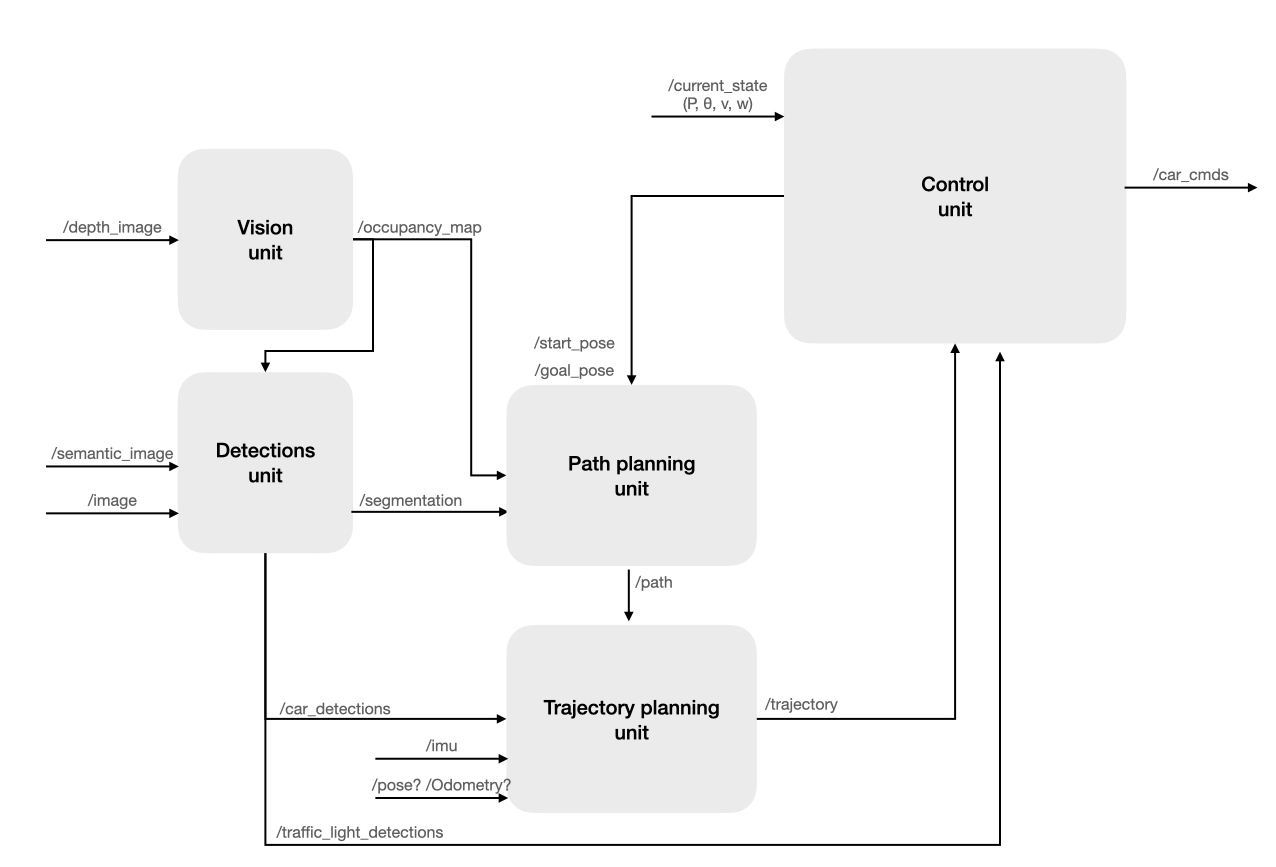 /current_state
(P, θ, v, w)
Control
unit
/car_cmds
Vision
unit
/depth_image
/occupancy_map
/start_pose
/goal_pose
Detections
unit
/semantic_image
/image
/segmentation
Path planning
unit
/path
Trajectory planning
unit
/car_detections
/imu
/pose? /Odometry?
/trajectory
/traffic_light_detections